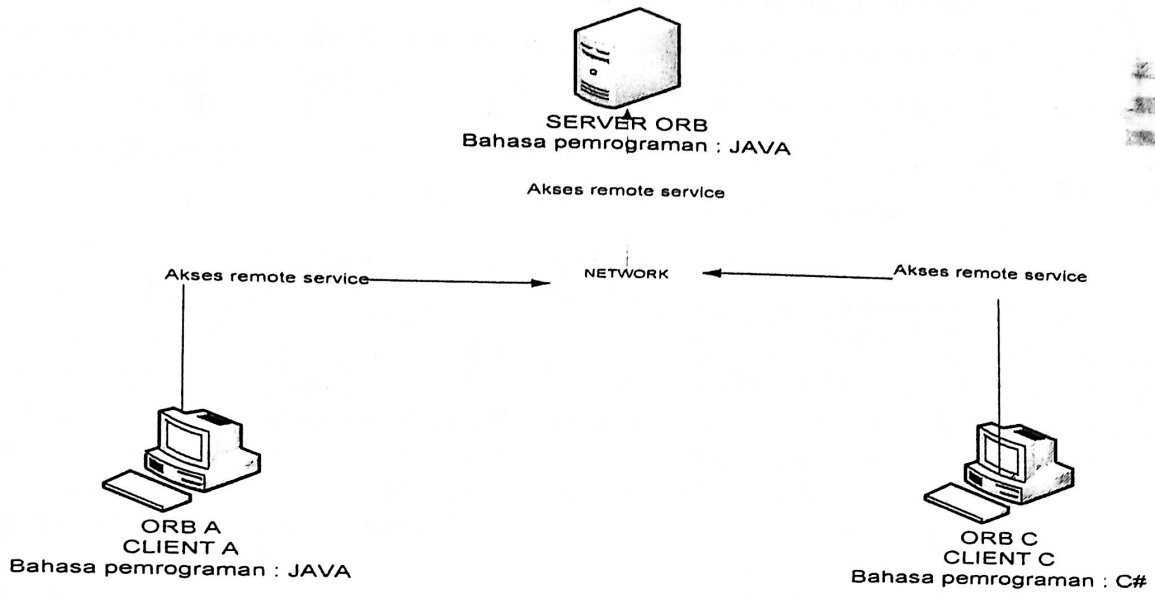 SERVER ORB
Bahasa pemrograman : JAVA
Akses remote service
Akses remote service
NETWORK
Akses remote service
ORB A
CLIENT A
Bahasa pemrograman : JAVA
ORB C
CLIENT C
Bahasa pemrograman : C#